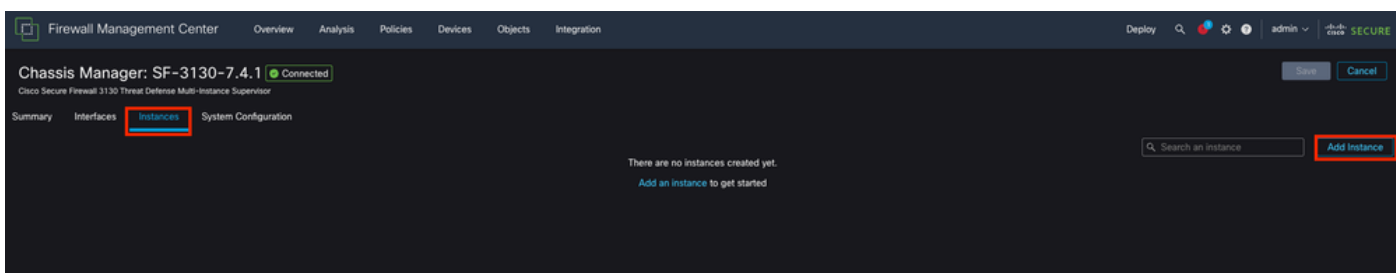 Firewall Management Center Overview Analysis Policies Devices Objects Integration Deploy admin cisco SECURE
Chassis Manager: SF-3130-7.4.1 Connected Save Cancel
Cisco Secure Firewall 3130 Threat Defense Multi-Instance Supervisor
Summary Interfaces Instances System Configuration
Search an instance Add Instance
There are no instances created yet.
Add an instance to get started